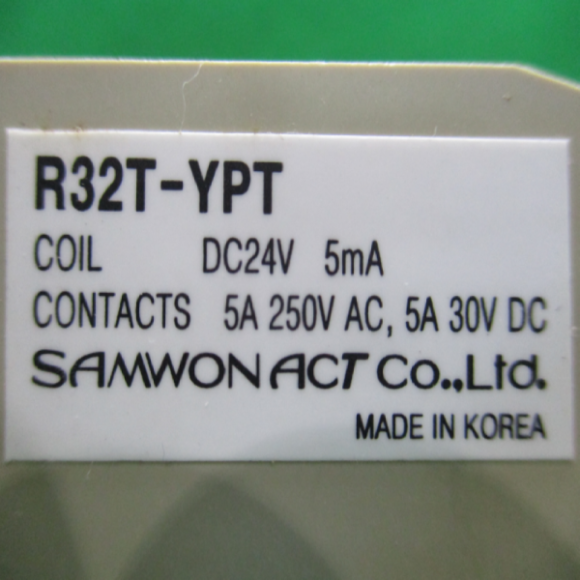 R32T-YPT
COIL DC24V 5mA
CONTACTS 5A 250V AC, 5A 30V DC
SAMWON ACT Co.,Ltd.
MADE IN KOREA